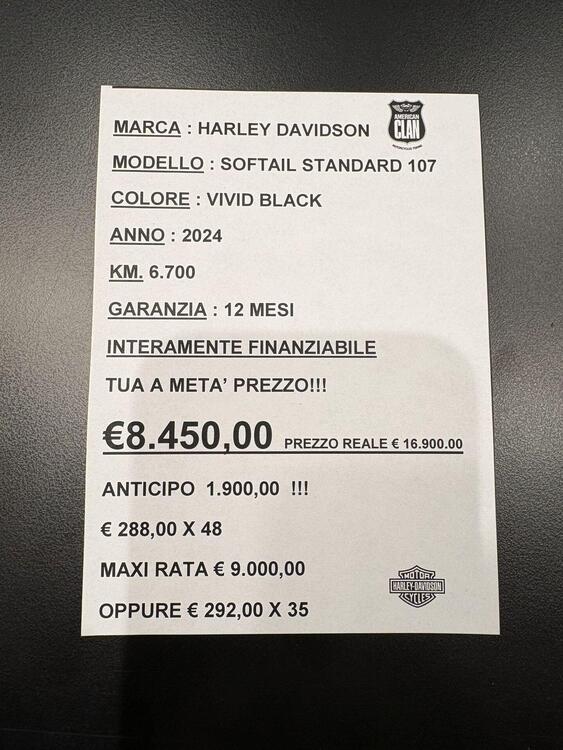 MARCA : HARLEY DAVIDSON
AMERICAN
CLAN
MODELLO : SOFTAIL STANDARD 107
COLORE : VIVID BLACK
ANNO : 2024
KM. 6.700
GARANZIA : 12 MESI
INTERAMENTE FINANZIABILE
TUA A META’ PREZZO!!!
€8.450,00 PREZZO REALE € 16.900.00
ANTICIPO 1.900,00 !!!
€ 288,00 X 48
MAXI RATA € 9.000,00
MOTOR
HARLEY-DAVIDSON
CYCLES
OPPURE € 292,00 X 35